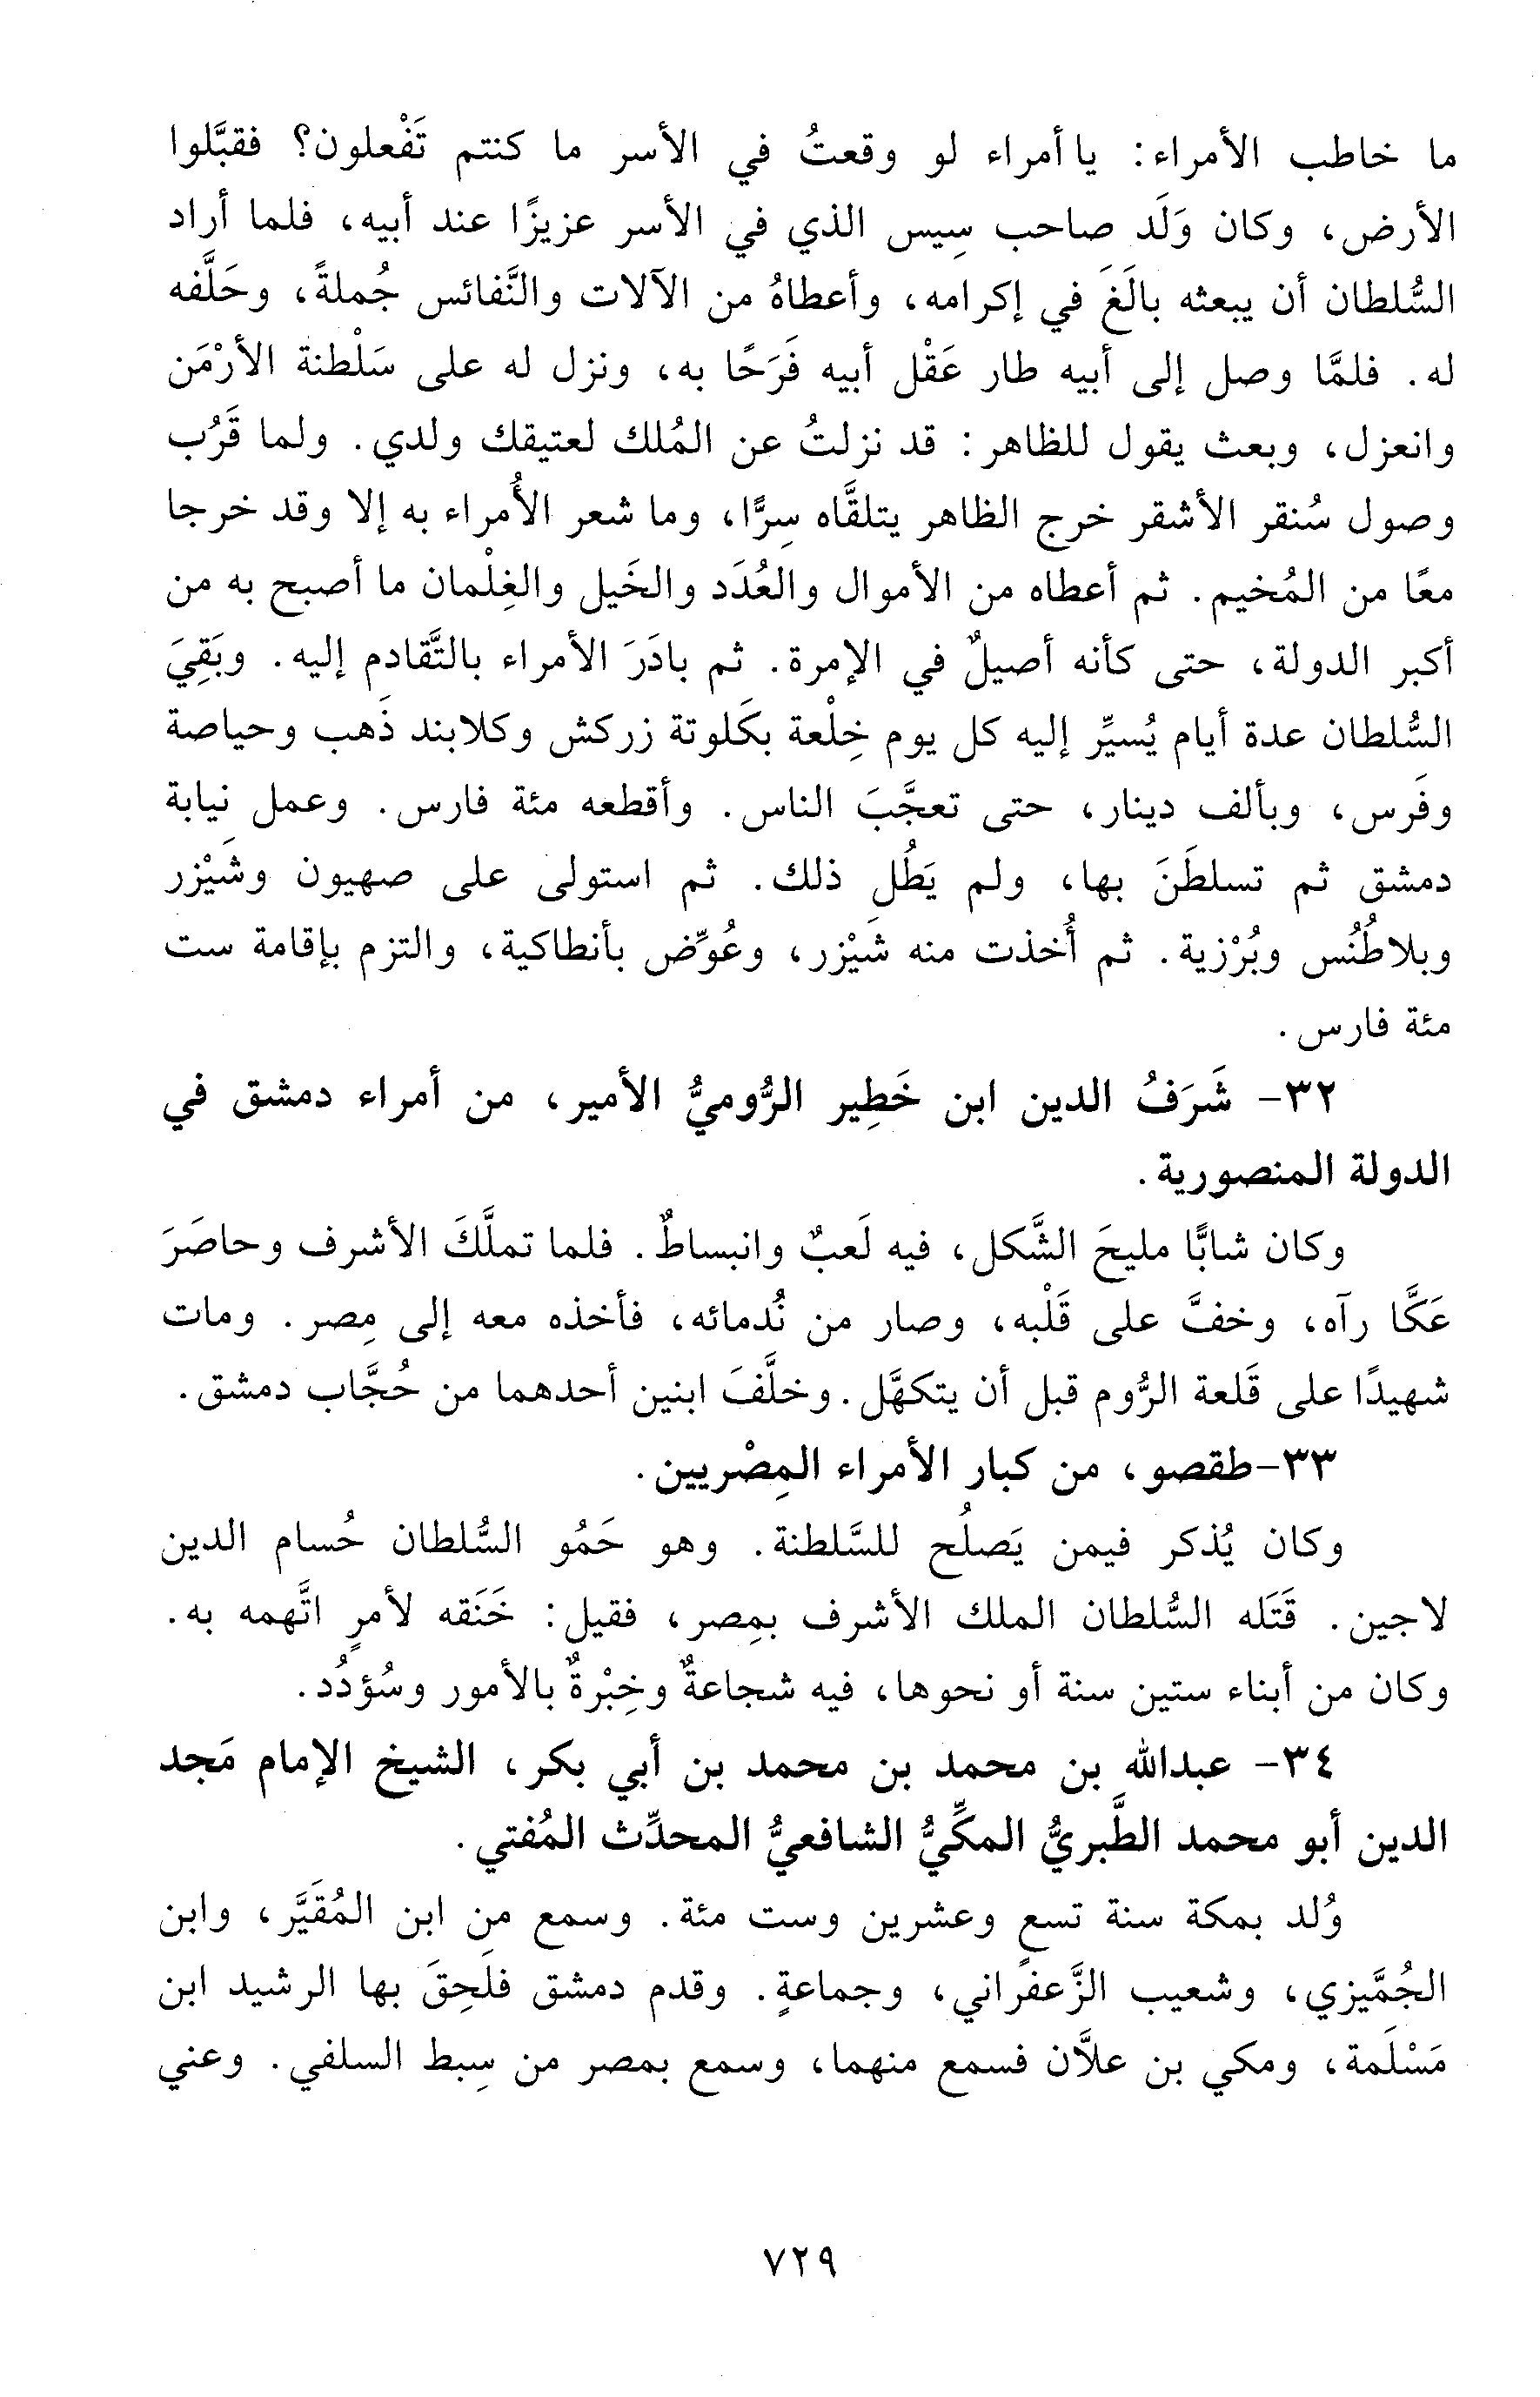 ما خاطب الأمراء: يا أمراء لو وقعتُ في الأسر ما كنتم تَفْعلون؟ فقبَّلوا
الأرض، وكان وَلَد صاحب سِيس الذي في الأسر عزيزًا عند أبيه، فلما أراد
السُّلطان أن يبعثه بالَغَ في إكرامه، وأعطاهُ من الآلات والنَّفائس جُملةً، وحَلَّفه
له. فلمَّا وصل إلى أبيه طار عَقْل أبيه فَرَحًا به، ونزل له على سَلْطنة الأرْمَن
وانعزل، وبعث يقول للظاهر: قد نزلتُ عن المُلك لعتيقك ولدي. ولما قَرُب
وصول سُنقر الأشقر خرج الظاهر يتلقَّاه سِرًّا، وما شعر الأُمراء به إلا وقد خرجا
معًا من المُخيم. ثم أعطاه من الأموال والعُدَد والخَيل والغِلْمان ما أصبح به من
أكبر الدولة، حتى كأنه أصيلٌ في الإمرة. ثم بادَرَ الأمراء بالتَّقادم إليه. وبَقِيَ
السُّلطان عدة أيام يُسيِّر إليه كل يوم خِلْعة بكَلوتة زركش وكلابند ذَهب وحياصة
وفَرس، وبألف دينار، حتى تعجَّبَ الناس. وأقطعه مئة فارس. وعمل نيابة
دمشق ثم تسلطَنَ بها، ولم يَطُل ذلك. ثم استولى على صهيون وشَيْزر
وبلاطُنُس وبُرْزية. ثم أُخذت منه شَيْزر، وعُوِّض بأنطاكية، والتزم بإقامة ست
مئة فارس.
٣٢- شَرَفُ الدين ابن خَطِير الرُّوميُّ الأمير، من أمراء دمشق في
الدولة المنصورية.
وكان شابًّا مليحَ الشَّكل، فيه لَعبٌ وانبساطٌ. فلما تملَّكَ الأشرف وحاصَرَ
عَكَّا رآه، وخفَّ على قَلْبه، وصار من نُدمائه، فأخذه معه إلى مِصر. ومات
شهيدًا على قَلعة الرُّوم قبل أن يتكهَّل. وخلَّفَ ابنين أحدهما من حُجَّاب دمشق.
٣٣-طقصو، من كبار الأمراء المِصْريين.
وكان يُذكر فيمن يَصلُح للسَّلطنة. وهو حَمُو السُّلطان حُسام الدين
لاجين. قَتَله السُّلطان الملك الأشرف بمِصر، فقيل: خَنَقه لأمرٍ اتَّهمه به.
وكان من أبناء ستين سنة أو نحوها، فيه شجاعةٌ وخِبْرةٌ بالأمور وسُؤدُد.
٣٤- عبدالله بن محمد بن محمد بن أبي بكر، الشيخ الإمام مَجد
الدين أبو محمد الطَّبريُّ المكِّيُّ الشافعيُّ المحدِّث المُفتي.
وُلد بمكة سنة تسعٍ وعشرين وست مئة. وسمع مِن ابن المُقَيَّر، وابن
الجُمَّيزي، وشعيب الزَّعفَراني، وجماعةٍ. وقدم دمشق فلَحِقَ بها الرشيد ابن
مَسْلَمة، ومكي بن علاَّن فسمع منهما، وسمع بمصر من سِبط السلفي. وعني
٧٢٩